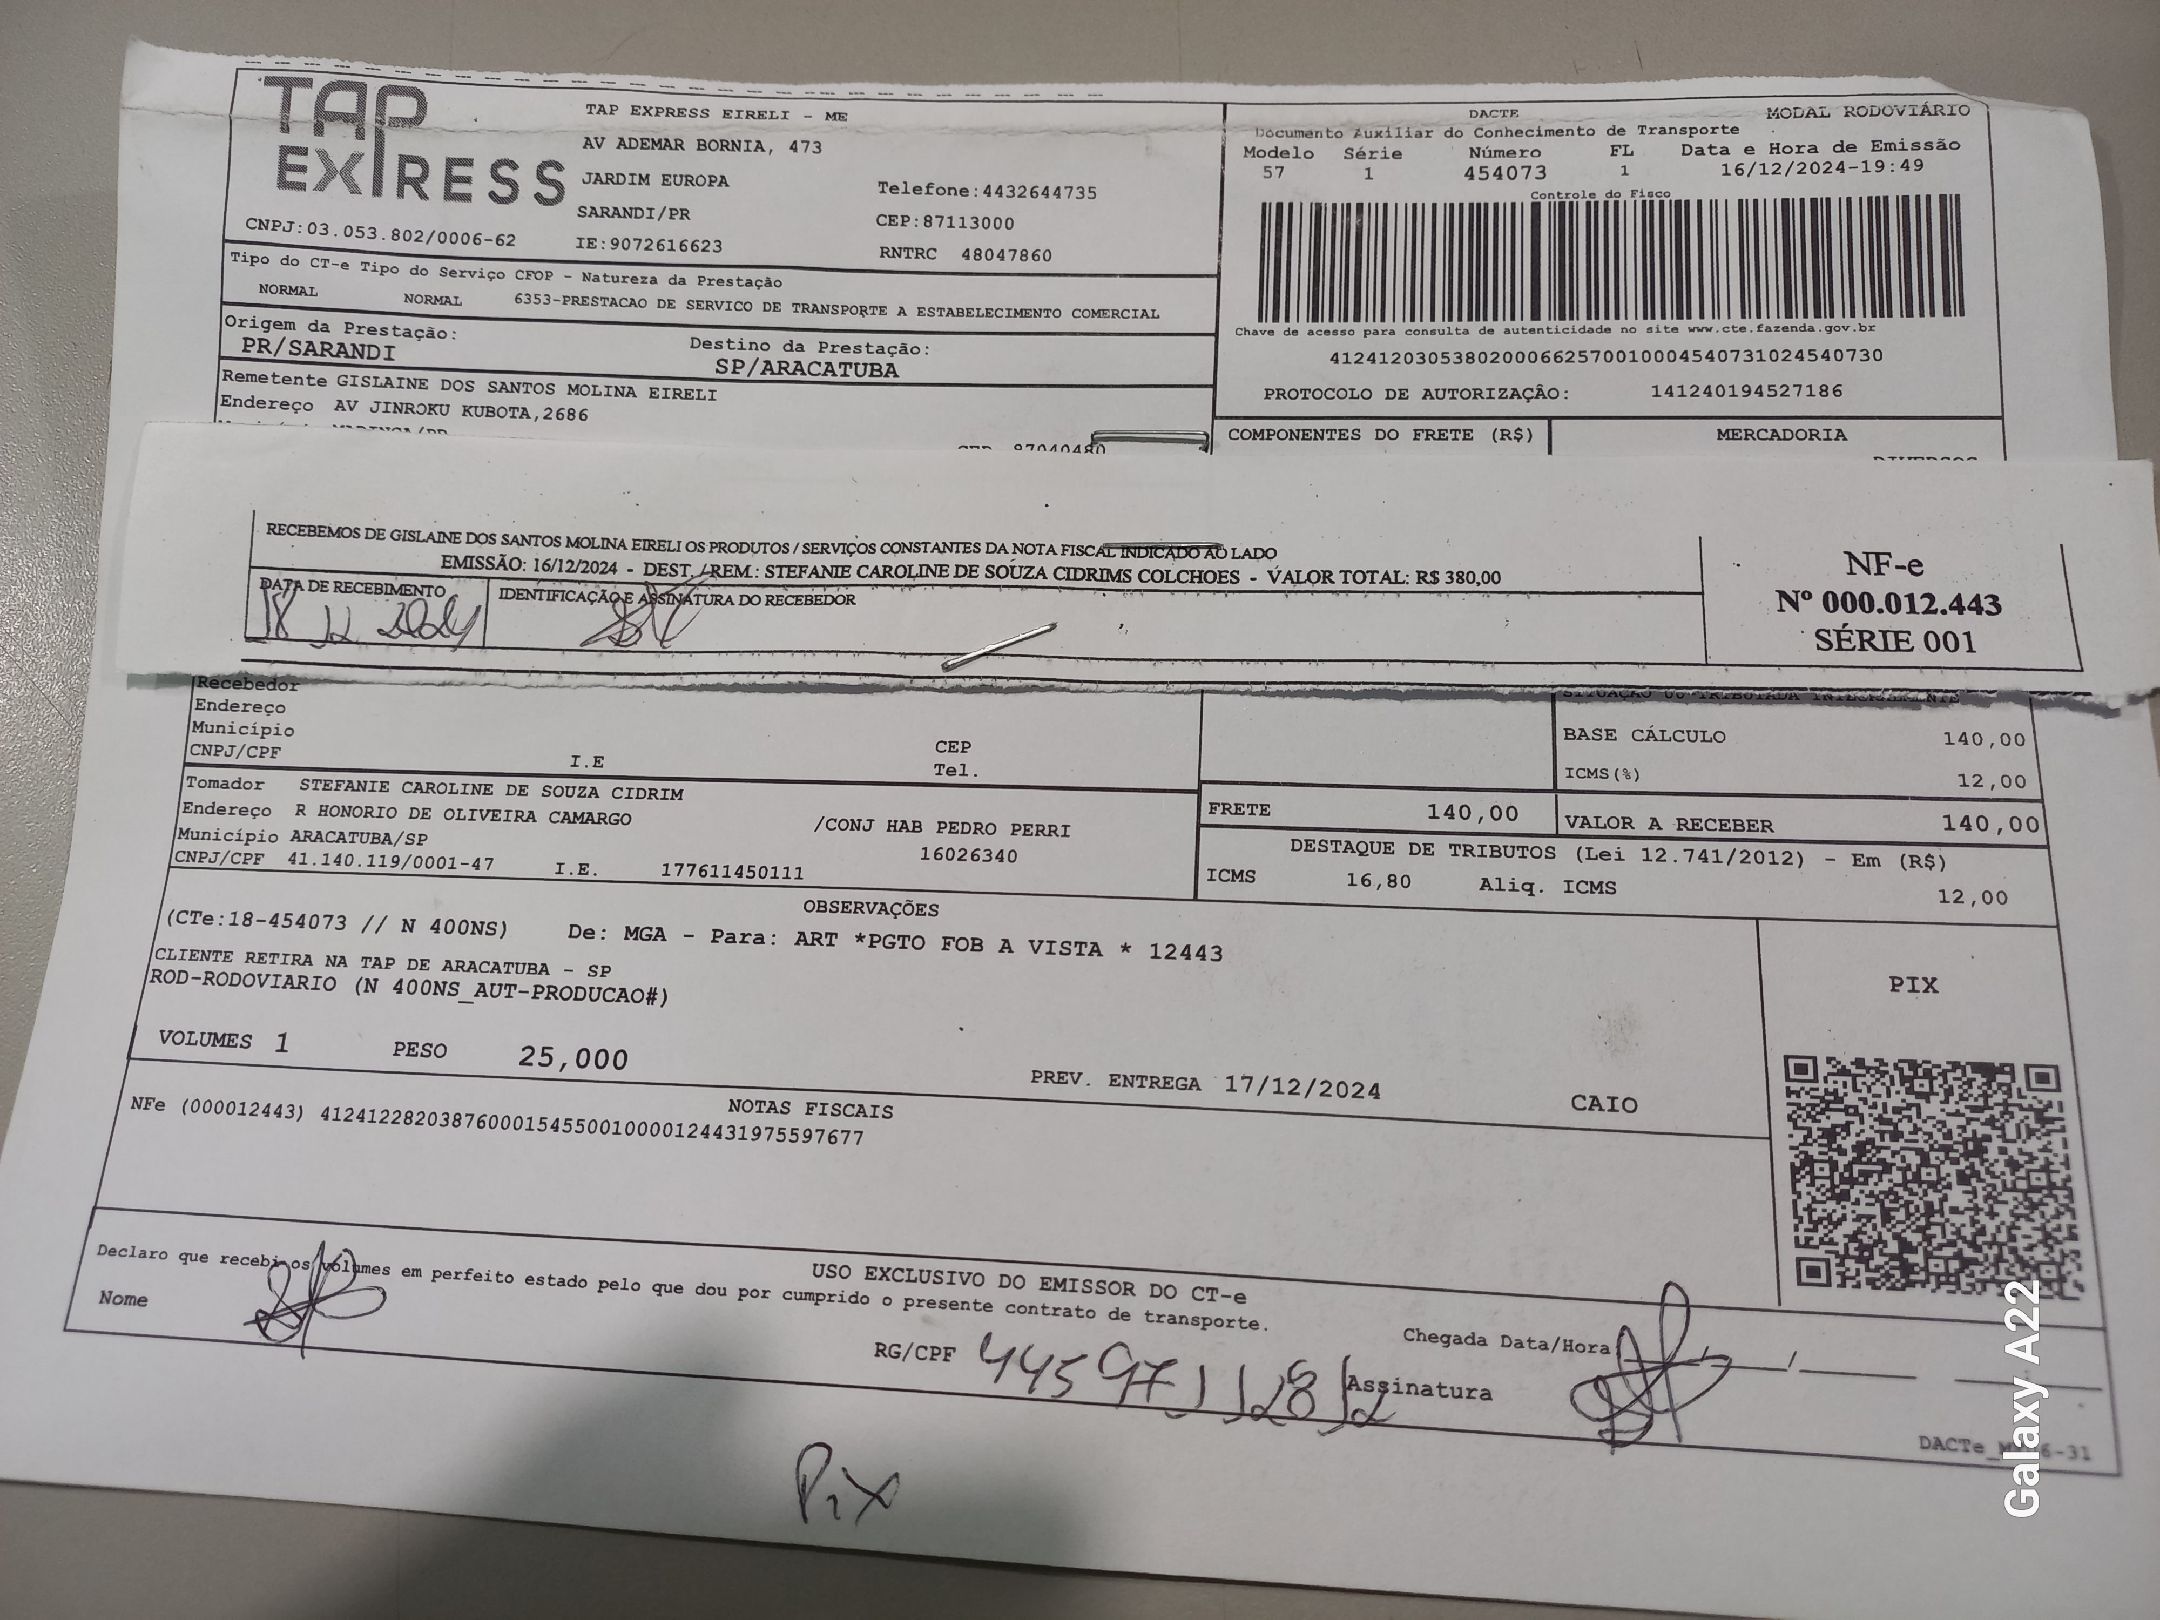 TAP EXPRESS
TAP EXPRESS EIRELI - ME
AV ADEMAR BORNIA, 473
JARDIM EUROPA
Telefone:4432644735
SARANDI/PR
CEP:87113000
CNPJ:03.053.802/0006-62
IE:9072616623
RNTRC 48047860
DACTE
MODAL RODOVIÁRIO
Documento Auxiliar do Conhecimento de Transporte
Modelo Série Número FL Data e Hora de Emissão
57 1 454073 1 16/12/2024-19:49
Controle do Fisco
Chave de acesso para consulta de autenticidade no site www.cte.fazenda.gov.br
41241203053802000662570010004540731024540730
PROTOCOLO DE AUTORIZAÇÃO: 141240194527186
Tipo do CT-e Tipo do Serviço CFOP - Natureza da Prestação
NORMAL NORMAL 6353-PRESTACAO DE SERVICO DE TRANSPORTE A ESTABELECIMENTO COMERCIAL
Origem da Prestação: Destino da Prestação:
PR/SARANDI SP/ARACATUBA
Remetente GISLAINE DOS SANTOS MOLINA EIRELI
Endereço AV JINROKU KUBOTA,2686
87040480
COMPONENTES DO FRETE (R$) MERCADORIA
DIVERSOS
RECEBEMOS DE GISLAINE DOS SANTOS MOLINA EIRELI OS PRODUTOS / SERVIÇOS CONSTANTES DA NOTA FISCAL INDICADO AO LADO
EMISSÃO: 16/12/2024 - DEST. / REM.: STEFANIE CAROLINE DE SOUZA CIDRIMS COLCHOES - VALOR TOTAL: R$ 380,00
DATA DE RECEBIMENTO
IDENTIFICAÇÃO E ASSINATURA DO RECEBEDOR
18 12 2024
NF-e
Nº 000.012.443
SÉRIE 001
Recebedor
Endereço
Município
CEP
CNPJ/CPF I.E Tel.
SITUAÇÃO OU TRIBUTADA INTEGRALMENTE
BASE CÁLCULO 140,00
ICMS(%) 12,00
Tomador STEFANIE CAROLINE DE SOUZA CIDRIM
Endereço R HONORIO DE OLIVEIRA CAMARGO /CONJ HAB PEDRO PERRI
Município ARACATUBA/SP 16026340
CNPJ/CPF 41.140.119/0001-47 I.E. 177611450111
FRETE 140,00 VALOR A RECEBER 140,00
DESTAQUE DE TRIBUTOS (Lei 12.741/2012) - Em (R$)
ICMS 16,80 Aliq. ICMS 12,00
OBSERVAÇÕES
(CTe:18-454073 // N 400NS) De: MGA - Para: ART *PGTO FOB A VISTA * 12443
CLIENTE RETIRA NA TAP DE ARACATUBA - SP
ROD-RODOVIARIO (N 400NS_AUT-PRODUCAO#)
PIX
VOLUMES 1 PESO 25,000 PREV. ENTREGA 17/12/2024 CAIO
NOTAS FISCAIS
NFe (000012443) 41241228203876000154550010000124431975597677
USO EXCLUSIVO DO EMISSOR DO CT-e
Declaro que recebi os volumes em perfeito estado pelo que dou por cumprido o presente contrato de transporte.
Nome RG/CPF Chegada Data/Hora
Assinatura
Pix
Galaxy A22